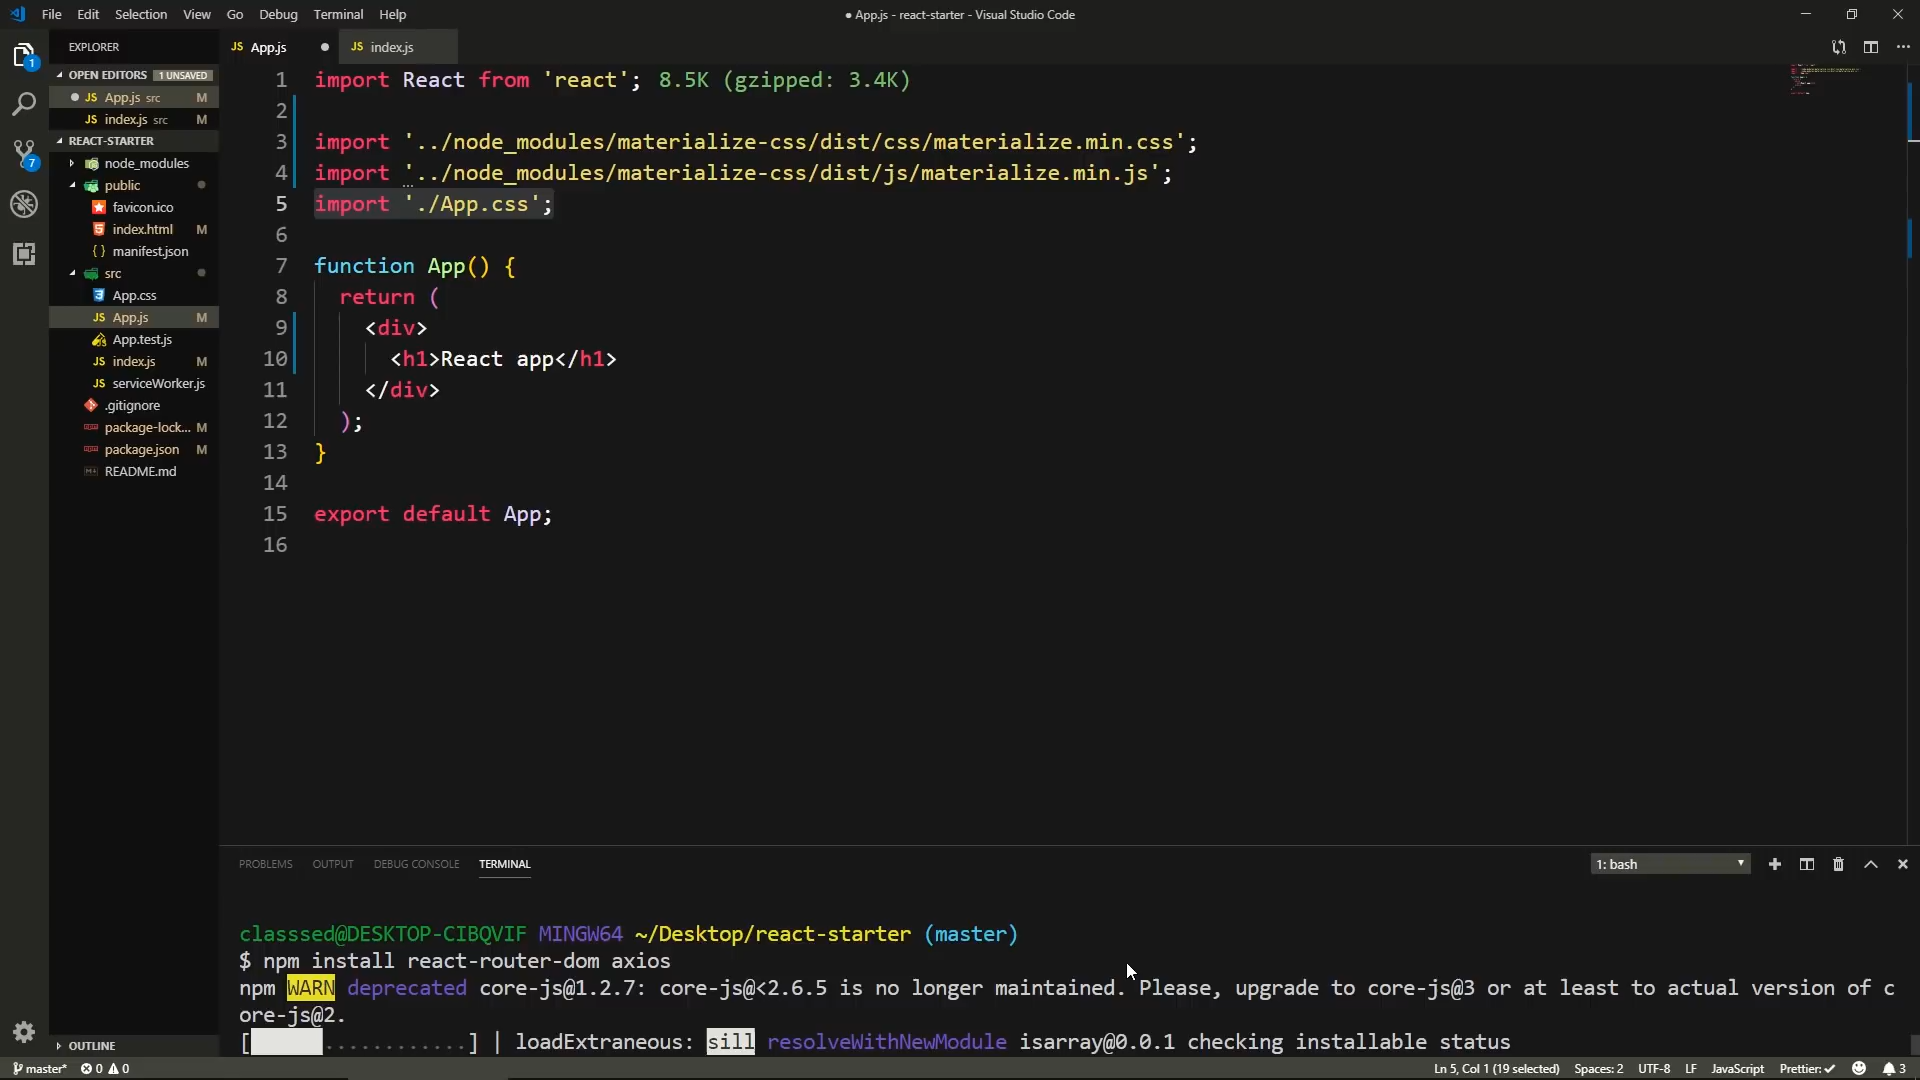 File Edit Selection View Go Debug Terminal Help
● App.js - react-starter - Visual Studio Code
EXPLORER
OPEN EDITORS 1 UNSAVED
● JS App.js src M
JS index.js src M
REACT-STARTER
node_modules
public
favicon.ico
index.html M
{ } manifest.json
src
App.css
JS App.js M
App.test.js
JS index.js M
JS serviceWorker.js
.gitignore
package-lock... M
package.json M
README.md
OUTLINE
1
7
JS App.js ●
JS index.js
1 import React from 'react'; 8.5K (gzipped: 3.4K)
2
3 import '../node_modules/materialize-css/dist/css/materialize.min.css';
4 import '../node_modules/materialize-css/dist/js/materialize.min.js';
5 import './App.css';
6
7 function App() {
8 return (
9 <div>
10 <h1>React app</h1>
11 </div>
12 );
13 }
14
15 export default App;
16
PROBLEMS OUTPUT DEBUG CONSOLE TERMINAL
1: bash
classsed@DESKTOP-CIBQVIF MINGW64 ~/Desktop/react-starter (master)
$ npm install react-router-dom axios
npm WARN deprecated core-js@1.2.7: core-js@<2.6.5 is no longer maintained. Please, upgrade to core-js@3 or at least to actual version of c
ore-js@2.
[ ............] | loadExtraneous: sill resolveWithNewModule isarray@0.0.1 checking installable status
master* 0 0
Ln 5, Col 1 (19 selected) Spaces: 2 UTF-8 LF JavaScript Prettier: ✓ 3